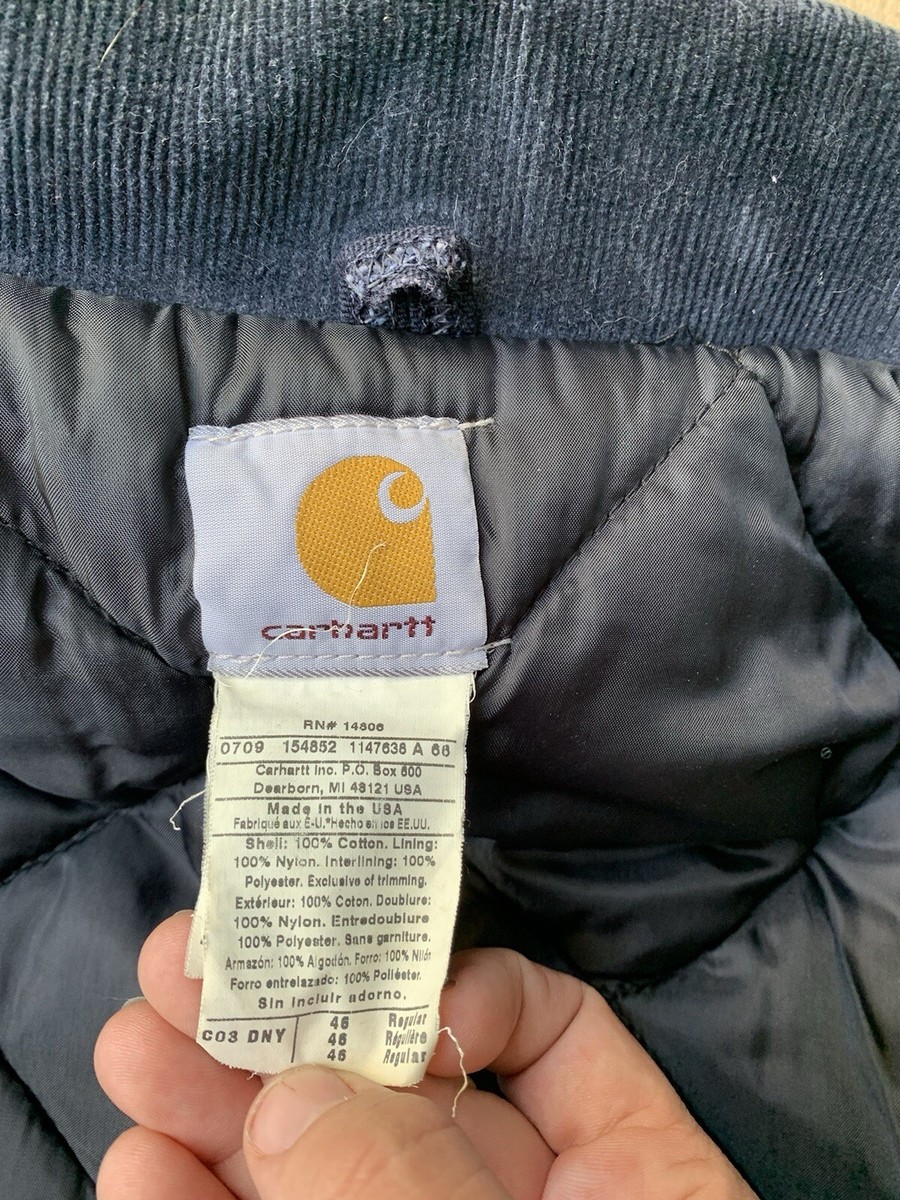 carhartt
RN# 14806
0709 154852 1147636 A 66
Carhartt Inc. P.O. Box 600
Dearborn, MI 48121 USA
Made in the USA
Fabriqué aux É-U.*Hecho en los EE.UU.
Shell: 100% Cotton. Lining:
100% Nylon. Interlining: 100%
Polyester. Exclusive of trimming.
Extérieur: 100% Coton. Doublure:
100% Nylon. Entredoublure
100% Polyester. Sans garniture.
Armazón: 100% Algodón. Forro: 100% Nilón
Forro entrelazado: 100% Poliéster.
Sin incluir adorno.
C03 DNY 46 Regular
46 Régulière
46 Regular